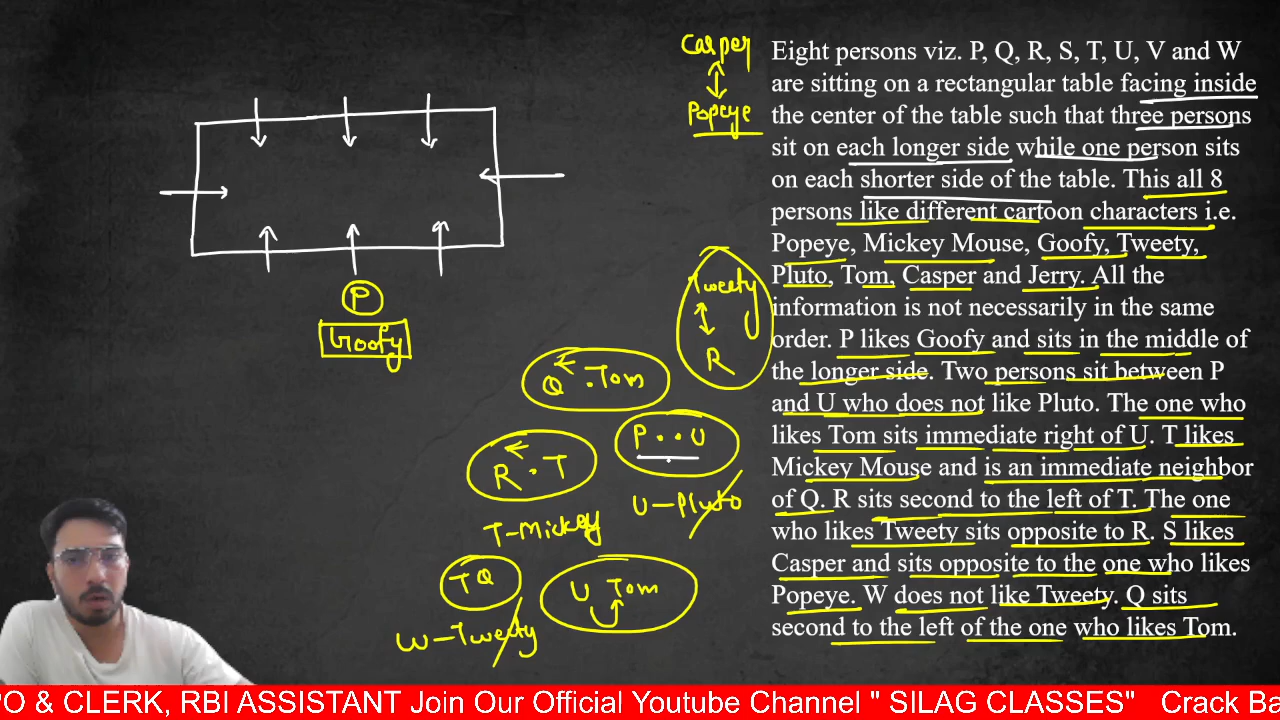 Casper
Popeye
Eight persons viz. P, Q, R, S, T, U, V and W
are sitting on a rectangular table facing inside
the center of the table such that three persons
sit on each longer side while one person sits
on each shorter side of the table. This all 8
persons like different cartoon characters i.e.
Popeye, Mickey Mouse, Goofy, Tweety,
Pluto, Tom, Casper and Jerry. All the
information is not necessarily in the same
order. P likes Goofy and sits in the middle of
the longer side. Two persons sit between P
and U who does not like Pluto. The one who
likes Tom sits immediate right of U. T likes
Mickey Mouse and is an immediate neighbor
of Q. R sits second to the left of T. The one
who likes Tweety sits opposite to R. S likes
Casper and sits opposite to the one who likes
Popeye. W does not like Tweety. Q sits
second to the left of the one who likes Tom.
P
Goofy
Tweety
R
Q . Tom
P . . U
R . T
U-Pluto
T-Mickey
T Q
U Tom
W-Tweety
PO & CLERK, RBI ASSISTANT Join Our Official Youtube Channel " SILAG CLASSES" Crack Ba